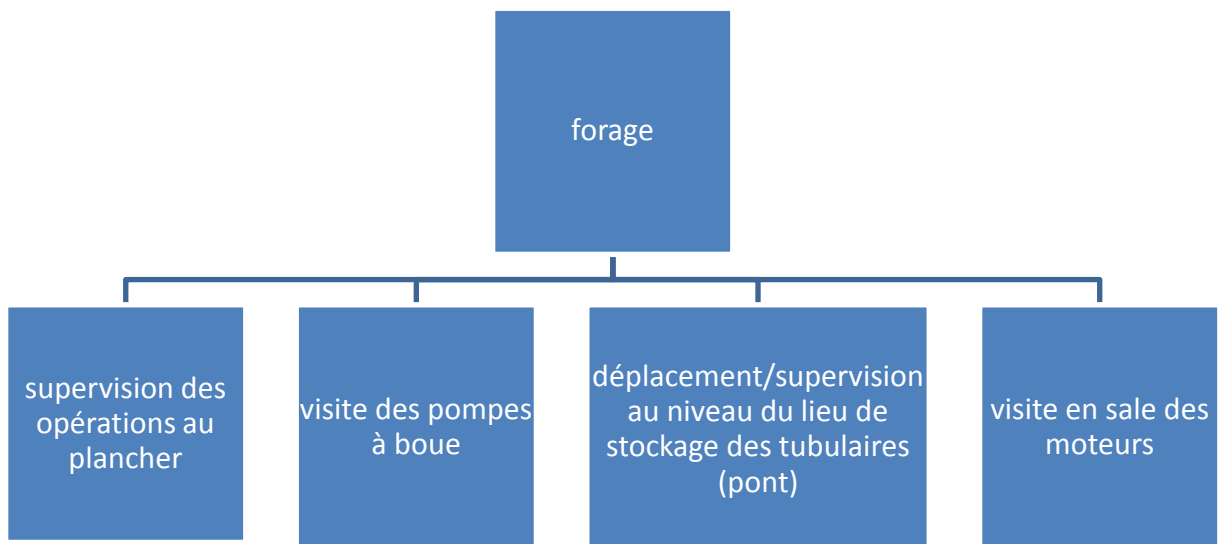 forage
supervision des
opérations au
plancher
visite des pompes
à boue
déplacement/supervision
au niveau du lieu de
stockage des tubulaires
(pont)
visite en sale des
moteurs